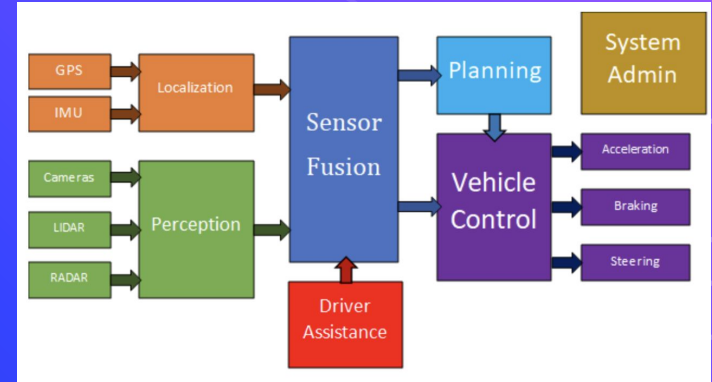 GPS
IMU
Localization
Cameras
LIDAR
RADAR
Perception
Sensor
Fusion
Driver
Assistance
Planning
Vehicle
Control
System
Admin
Acceleration
Braking
Steering